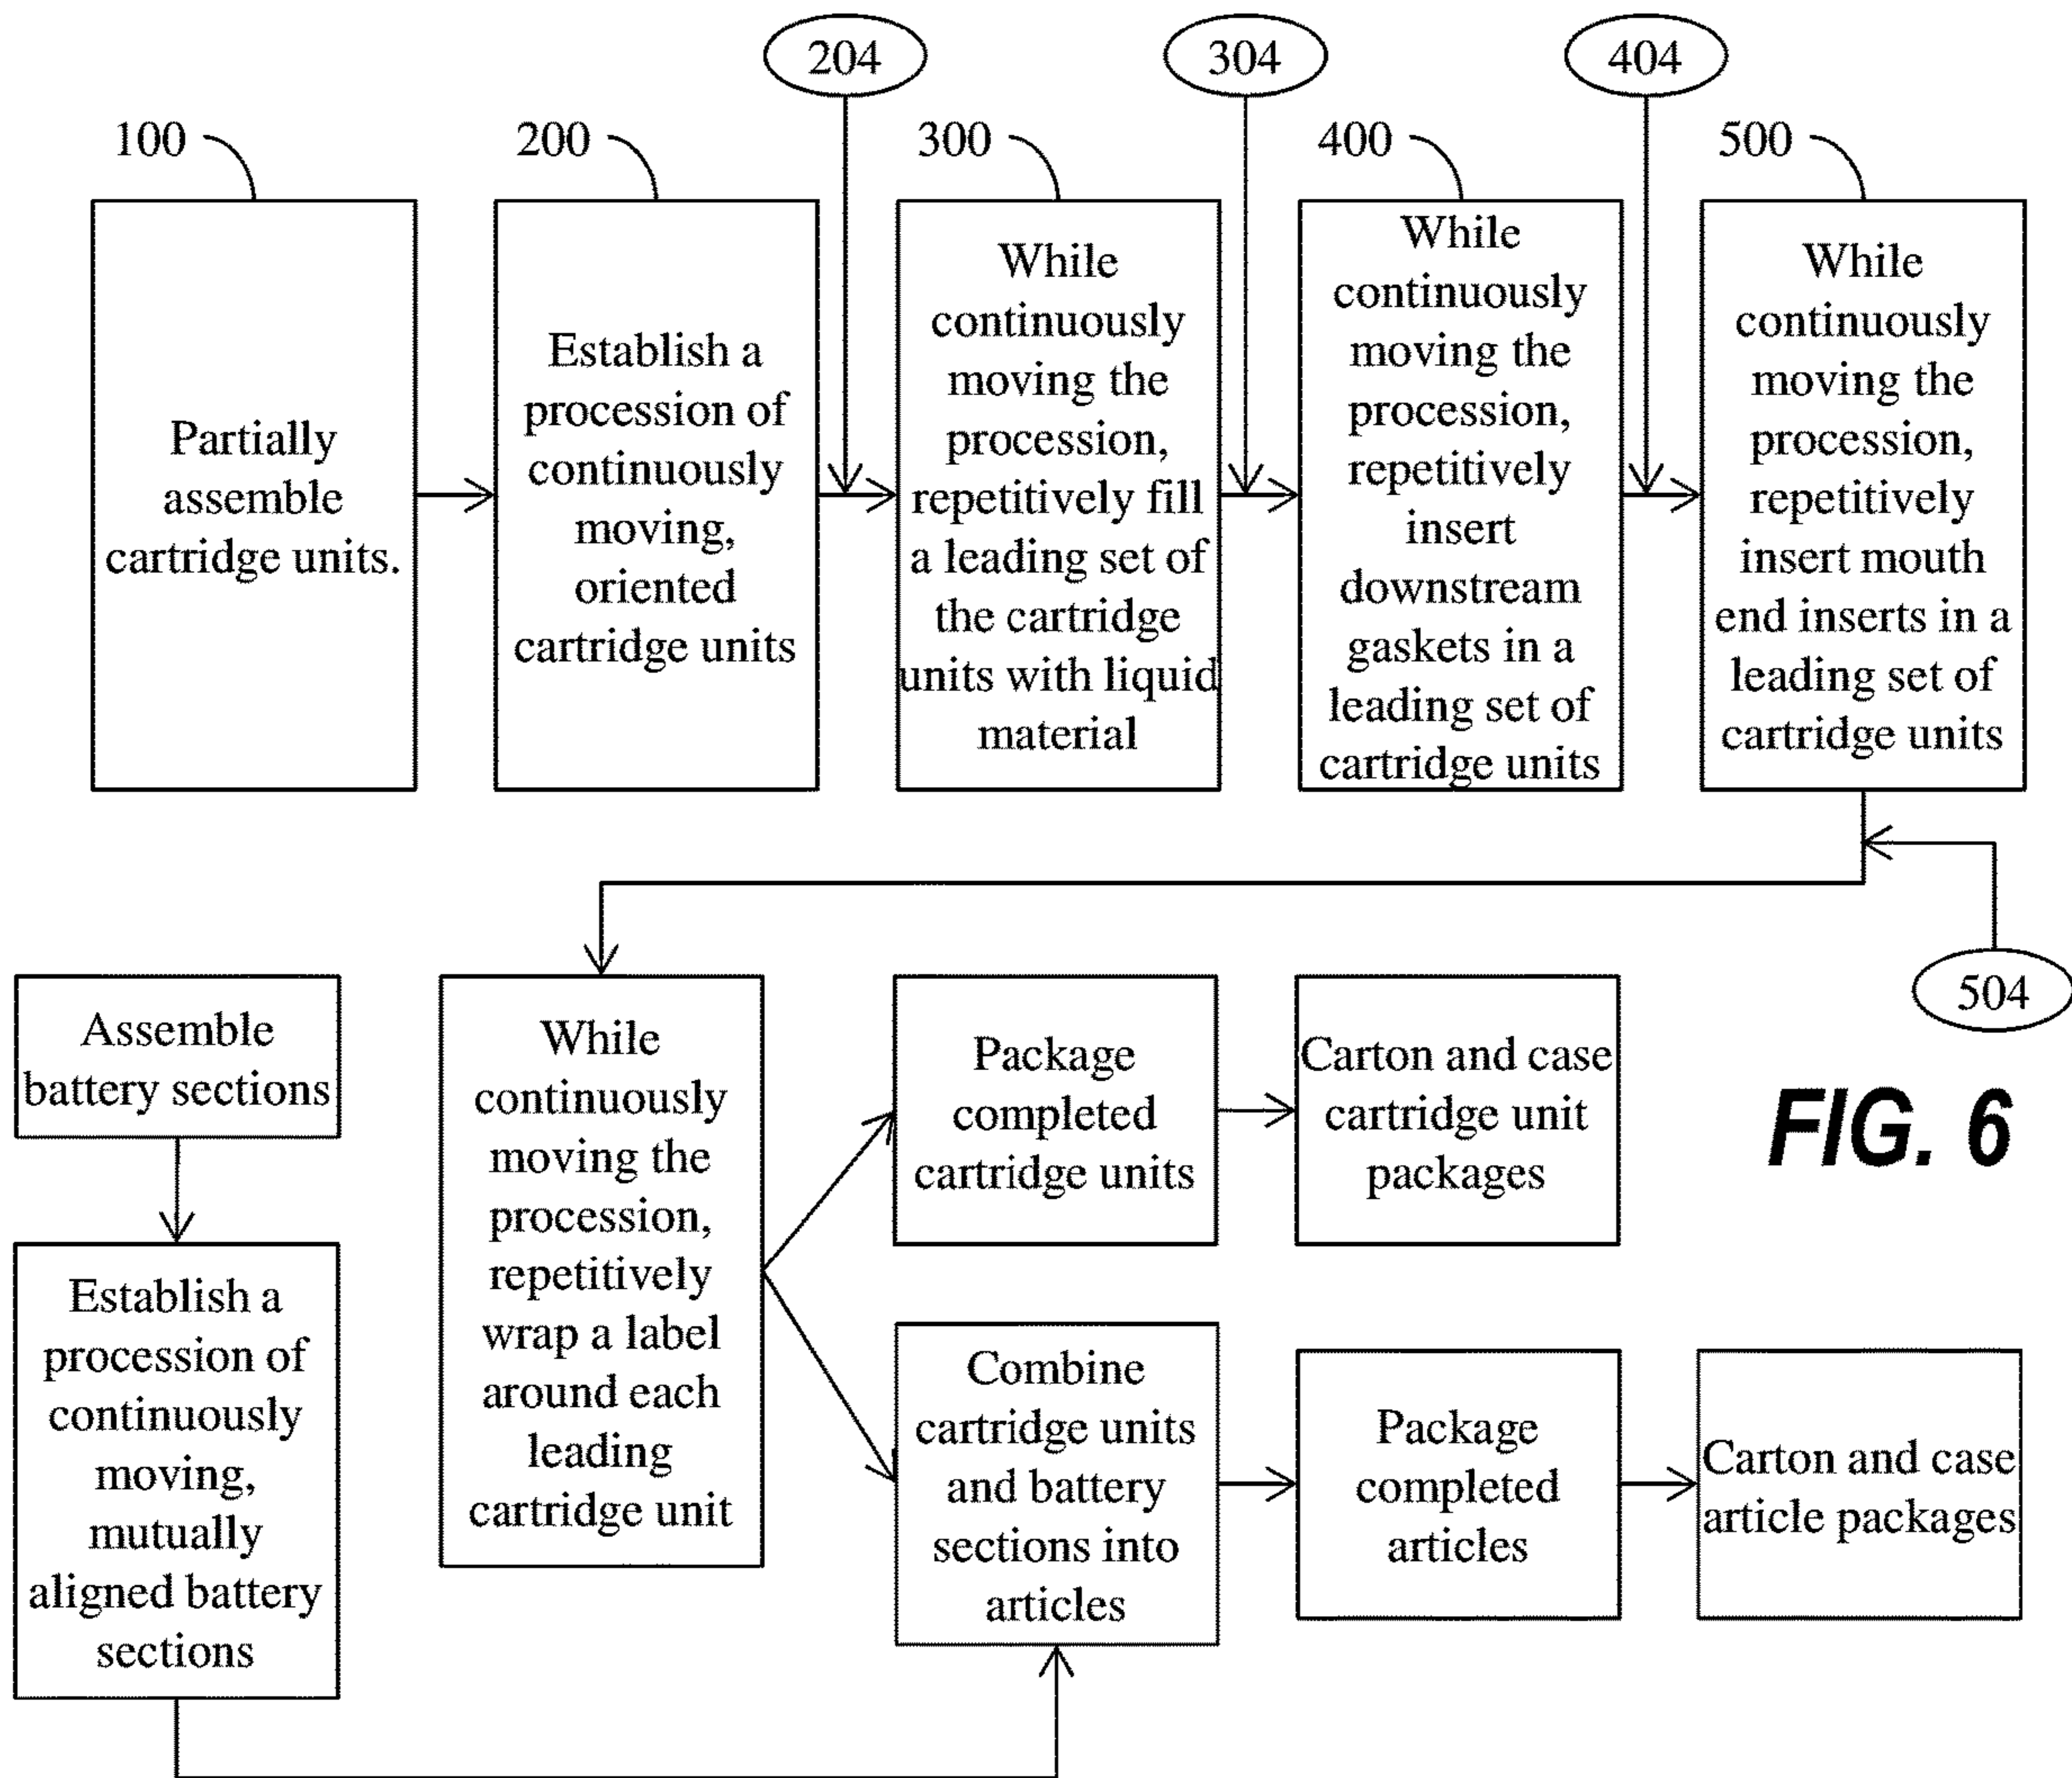 204
304
404
100
200
300
400
500
Partially
assemble
cartridge units.
Establish a
procession of
continuously
moving,
oriented
cartridge units
While
continuously
moving the
procession,
repetitively fill
a leading set of
the cartridge
units with liquid
material
While
continuously
moving the
procession,
repetitively
insert
downstream
gaskets in a
leading set of
cartridge units
While
continuously
moving the
procession,
repetitively
insert mouth
end inserts in a
leading set of
cartridge units
504
Assemble
battery sections
Establish a
procession of
continuously
moving,
mutually
aligned battery
sections
While
continuously
moving the
procession,
repetitively
wrap a label
around each
leading
cartridge unit
Package
completed
cartridge units
Carton and case
cartridge unit
packages
FIG. 6
Combine
cartridge units
and battery
sections into
articles
Package
completed
articles
Carton and case
article packages